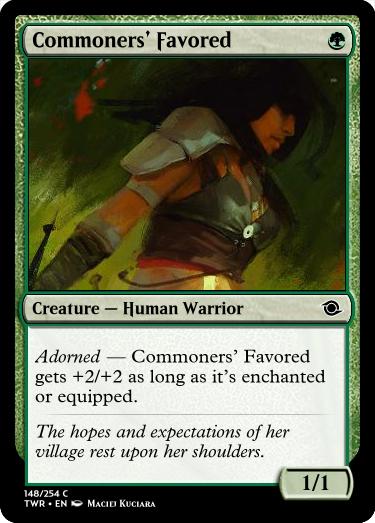 Commoners' Favored
Creature — Human Warrior
Adorned — Commoners' Favored
gets +2/+2 as long as it's enchanted
or equipped.
The hopes and expectations of her
village rest upon her shoulders.
1/1
148/254 C
TWR • EN Maciej Kuciara